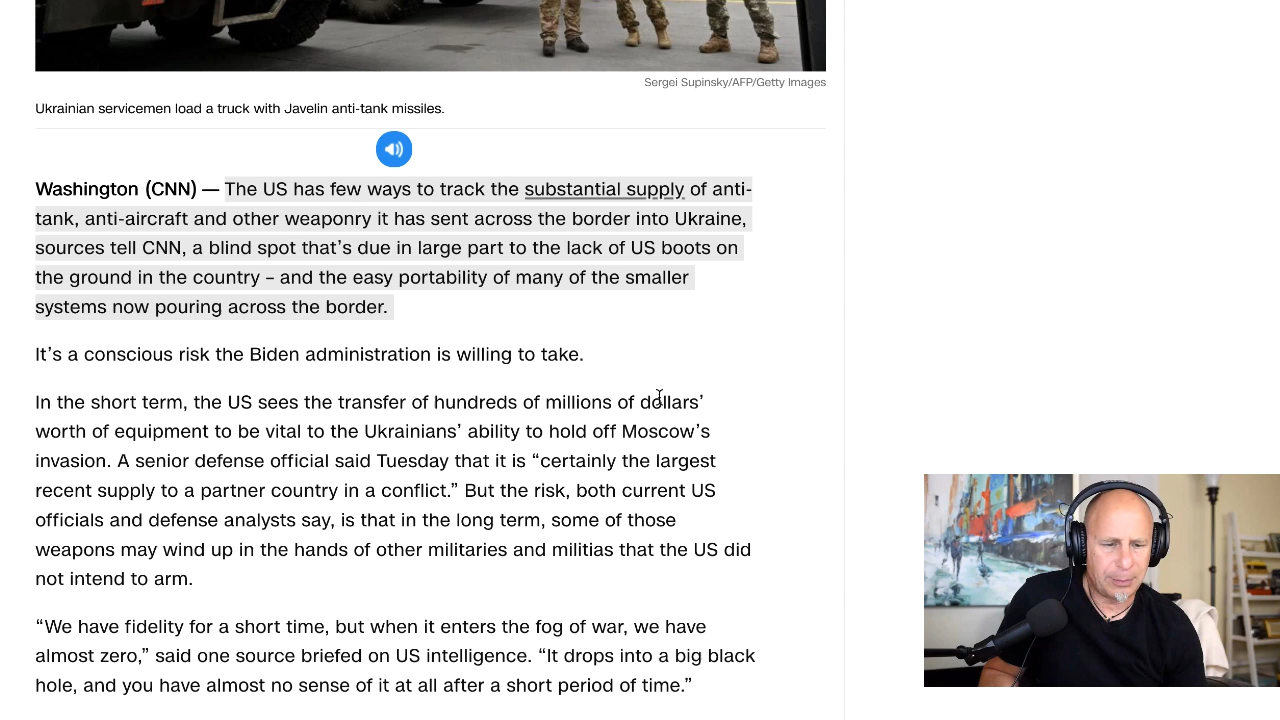 Sergei Supinsky/AFP/Getty Images
Ukrainian servicemen load a truck with Javelin anti-tank missiles.
Washington (CNN) — The US has few ways to track the substantial supply of anti-
tank, anti-aircraft and other weaponry it has sent across the border into Ukraine,
sources tell CNN, a blind spot that’s due in large part to the lack of US boots on
the ground in the country – and the easy portability of many of the smaller
systems now pouring across the border.
It’s a conscious risk the Biden administration is willing to take.
In the short term, the US sees the transfer of hundreds of millions of dollars’
worth of equipment to be vital to the Ukrainians’ ability to hold off Moscow’s
invasion. A senior defense official said Tuesday that it is “certainly the largest
recent supply to a partner country in a conflict.” But the risk, both current US
officials and defense analysts say, is that in the long term, some of those
weapons may wind up in the hands of other militaries and militias that the US did
not intend to arm.
“We have fidelity for a short time, but when it enters the fog of war, we have
almost zero,” said one source briefed on US intelligence. “It drops into a big black
hole, and you have almost no sense of it at all after a short period of time.”